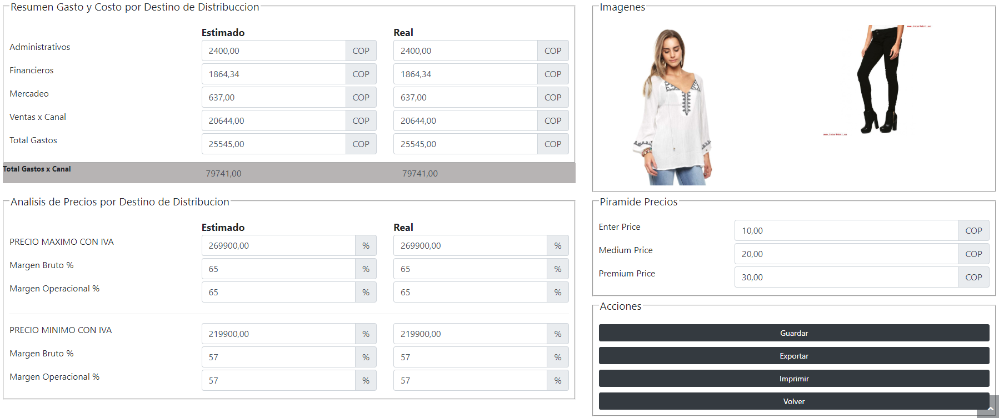 Resumen Gasto y Costo por Destino de Distribuccion
Estimado Real
Administrativos 2400,00 COP 2400,00 COP
Financieros 1864,34 COP 1864,34 COP
Mercadeo 637,00 COP 637,00 COP
Ventas x Canal 20644,00 COP 20644,00 COP
Total Gastos 25545,00 COP 25545,00 COP
Total Gastos x Canal 79741,00 79741,00
Analisis de Precios por Destino de Distribucion
Estimado Real
PRECIO MAXIMO CON IVA 269900,00 % 269900,00 %
Margen Bruto % 65 % 65 %
Margen Operacional % 65 % 65 %
PRECIO MINIMO CON IVA 219900,00 % 219900,00 %
Margen Bruto % 57 % 57 %
Margen Operacional % 57 % 57 %
Imagenes
Piramide Precios
Enter Price 10,00 COP
Medium Price 20,00 COP
Premium Price 30,00 COP
Acciones
Guardar
Exportar
Imprimir
Volver